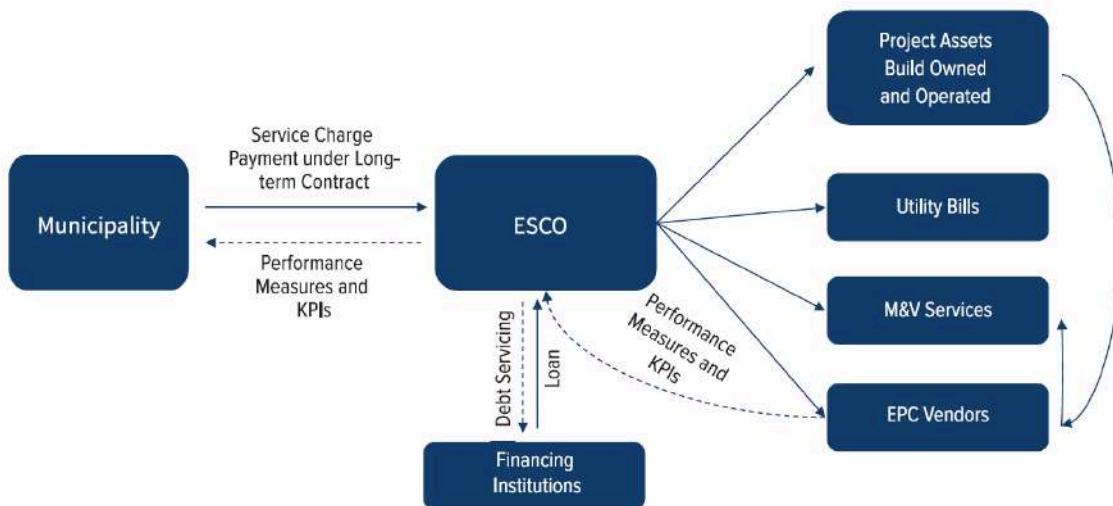 Project Assets
Build Owned
and Operated
Service Charge
Payment under Long-
term Contract
Municipality
ESCO
Utility Bills
Performance
Measures and
KPIs
M&V Services
Performance
Measures and
KPIs
Debt Servicing
Loan
EPC Vendors
Financing
Institutions